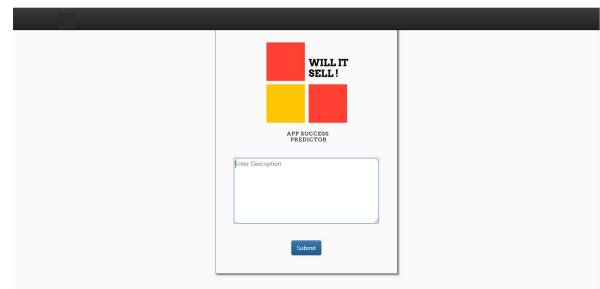 WILL IT
SELL !
APP SUCCESS
PREDICTOR
Enter Description
Submit